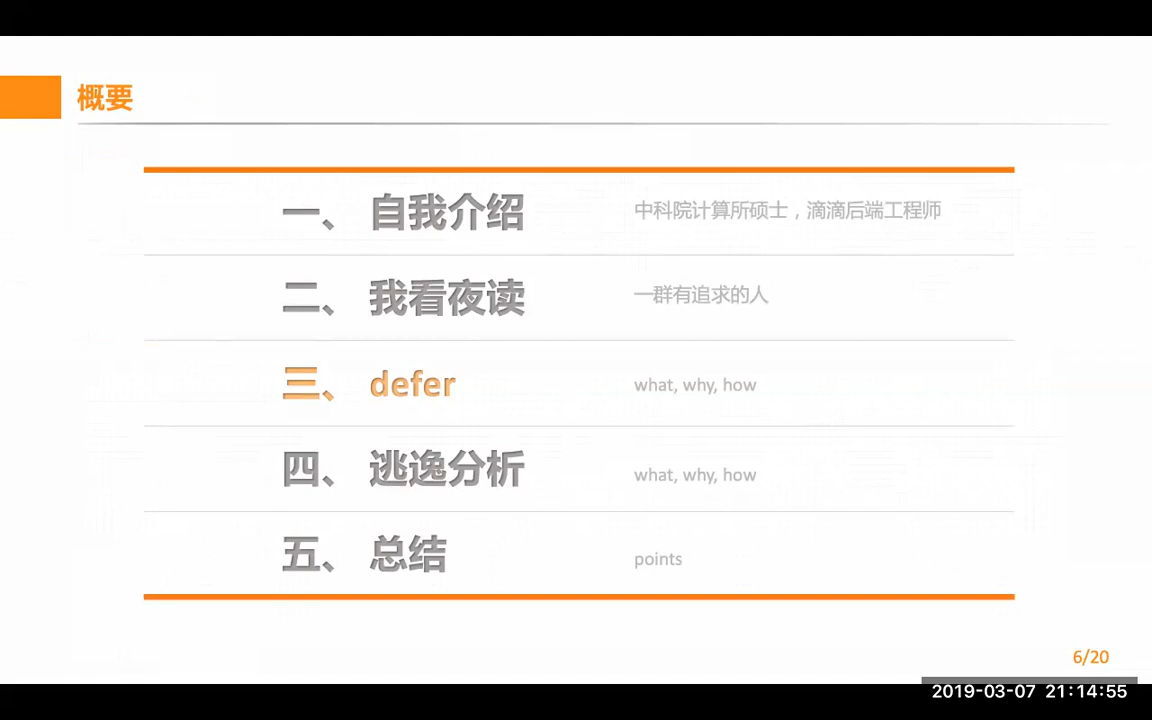 概要
一、 自我介绍 中科院计算所硕士，滴滴后端工程师
二、 我看夜读 一群有追求的人
三、 defer what, why, how
四、 逃逸分析 what, why, how
五、 总结 points
6/20
2019-03-07 21:14:55